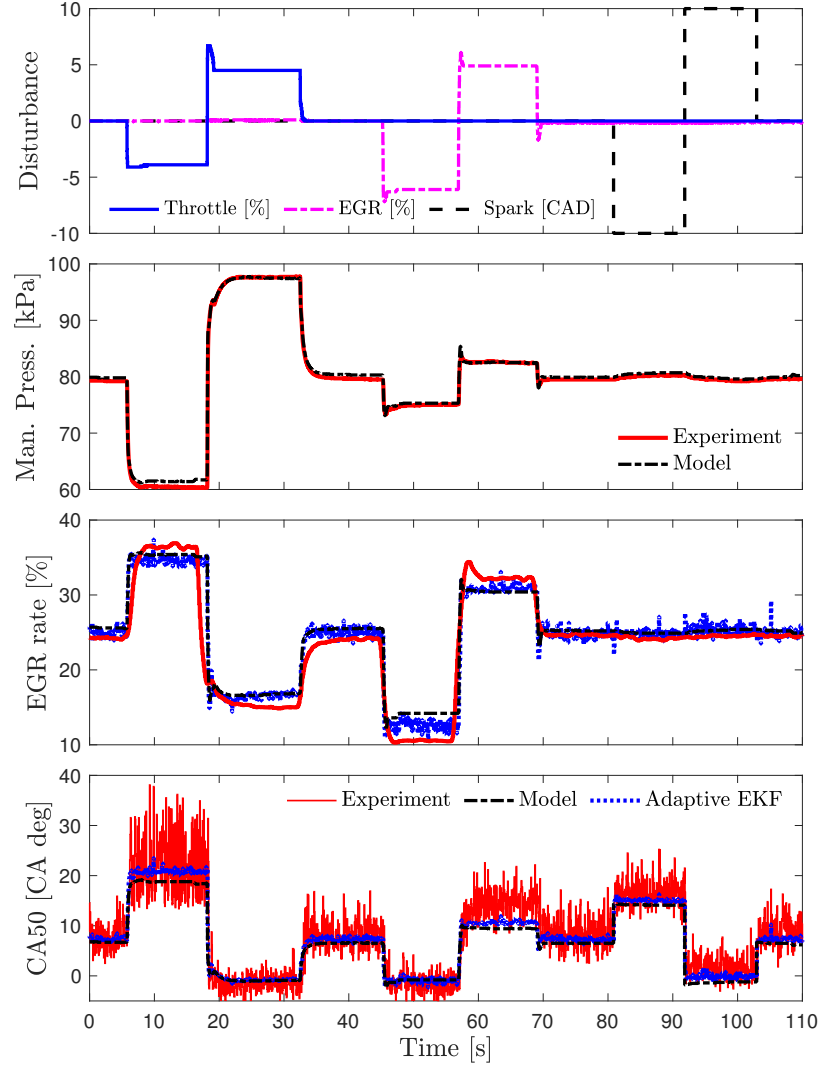 10
5
0
-5
-10
Disturbance
Throttle [%] EGR [%] Spark [CAD]
100
90
80
70
60
Man. Press. [kPa]
Experiment
Model
40
30
20
10
EGR rate [%]
40
30
20
10
0
CA50 [CA deg]
Experiment Model Adaptive EKF
0 10 20 30 40 50 60 70 80 90 100 110
Time [s]